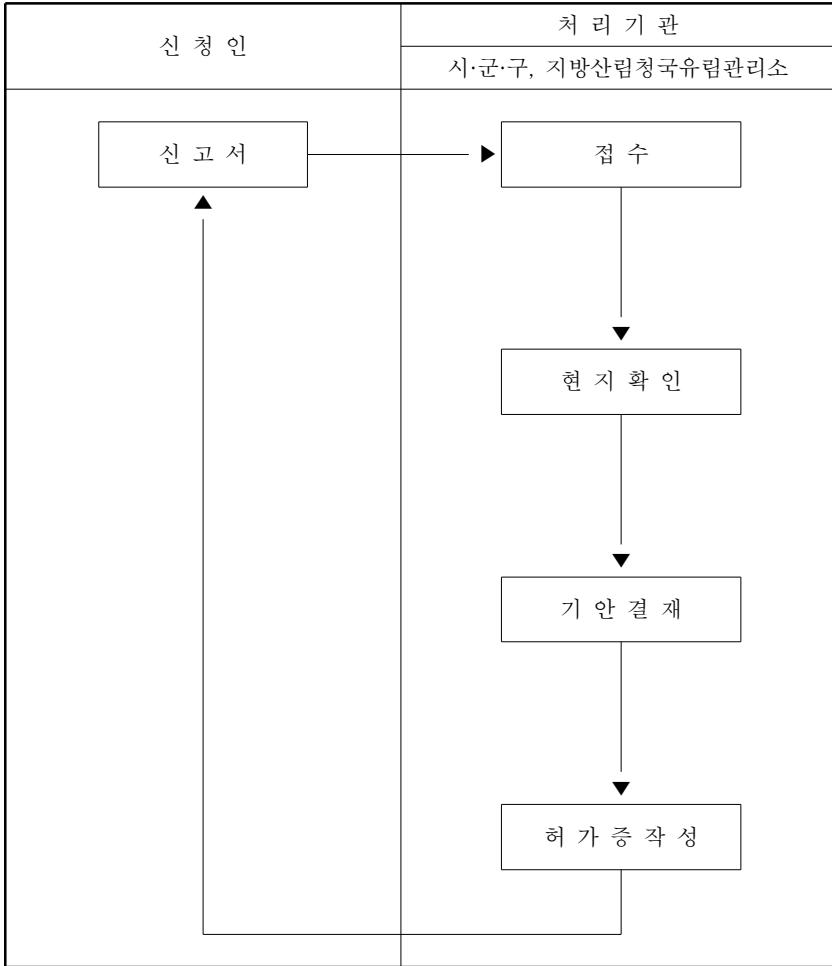 신 청 인
처 리 기 관
시·군·구, 지방산림청국유림관리소
신 고 서
접 수
현 지 확 인
기 안 결 재
허 가 증 작 성